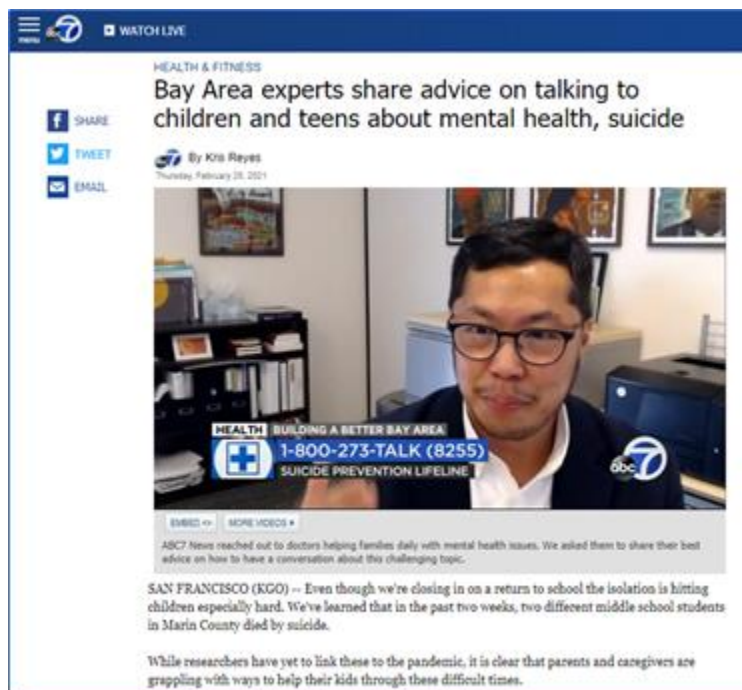 menu
7
WATCH LIVE
HEALTH & FITNESS
Bay Area experts share advice on talking to
children and teens about mental health, suicide
SHARE
TWEET
EMAIL
By Kris Reyes
Thursday, February 25, 2021
HEALTH BUILDING A BETTER BAY AREA
1-800-273-TALK (8255)
SUICIDE PREVENTION LIFELINE
abc 7
EMBED <> MORE VIDEOS
ABC7 News reached out to doctors helping families daily with mental health issues. We asked them to share their best
advice on how to have a conversation about this challenging topic.
SAN FRANCISCO (KGO) -- Even though we're closing in on a return to school the isolation is hitting
children especially hard. We've learned that in the past two weeks, two different middle school students
in Marin County died by suicide.
While researchers have yet to link these to the pandemic, it is clear that parents and caregivers are
grappling with ways to help their kids through these difficult times.